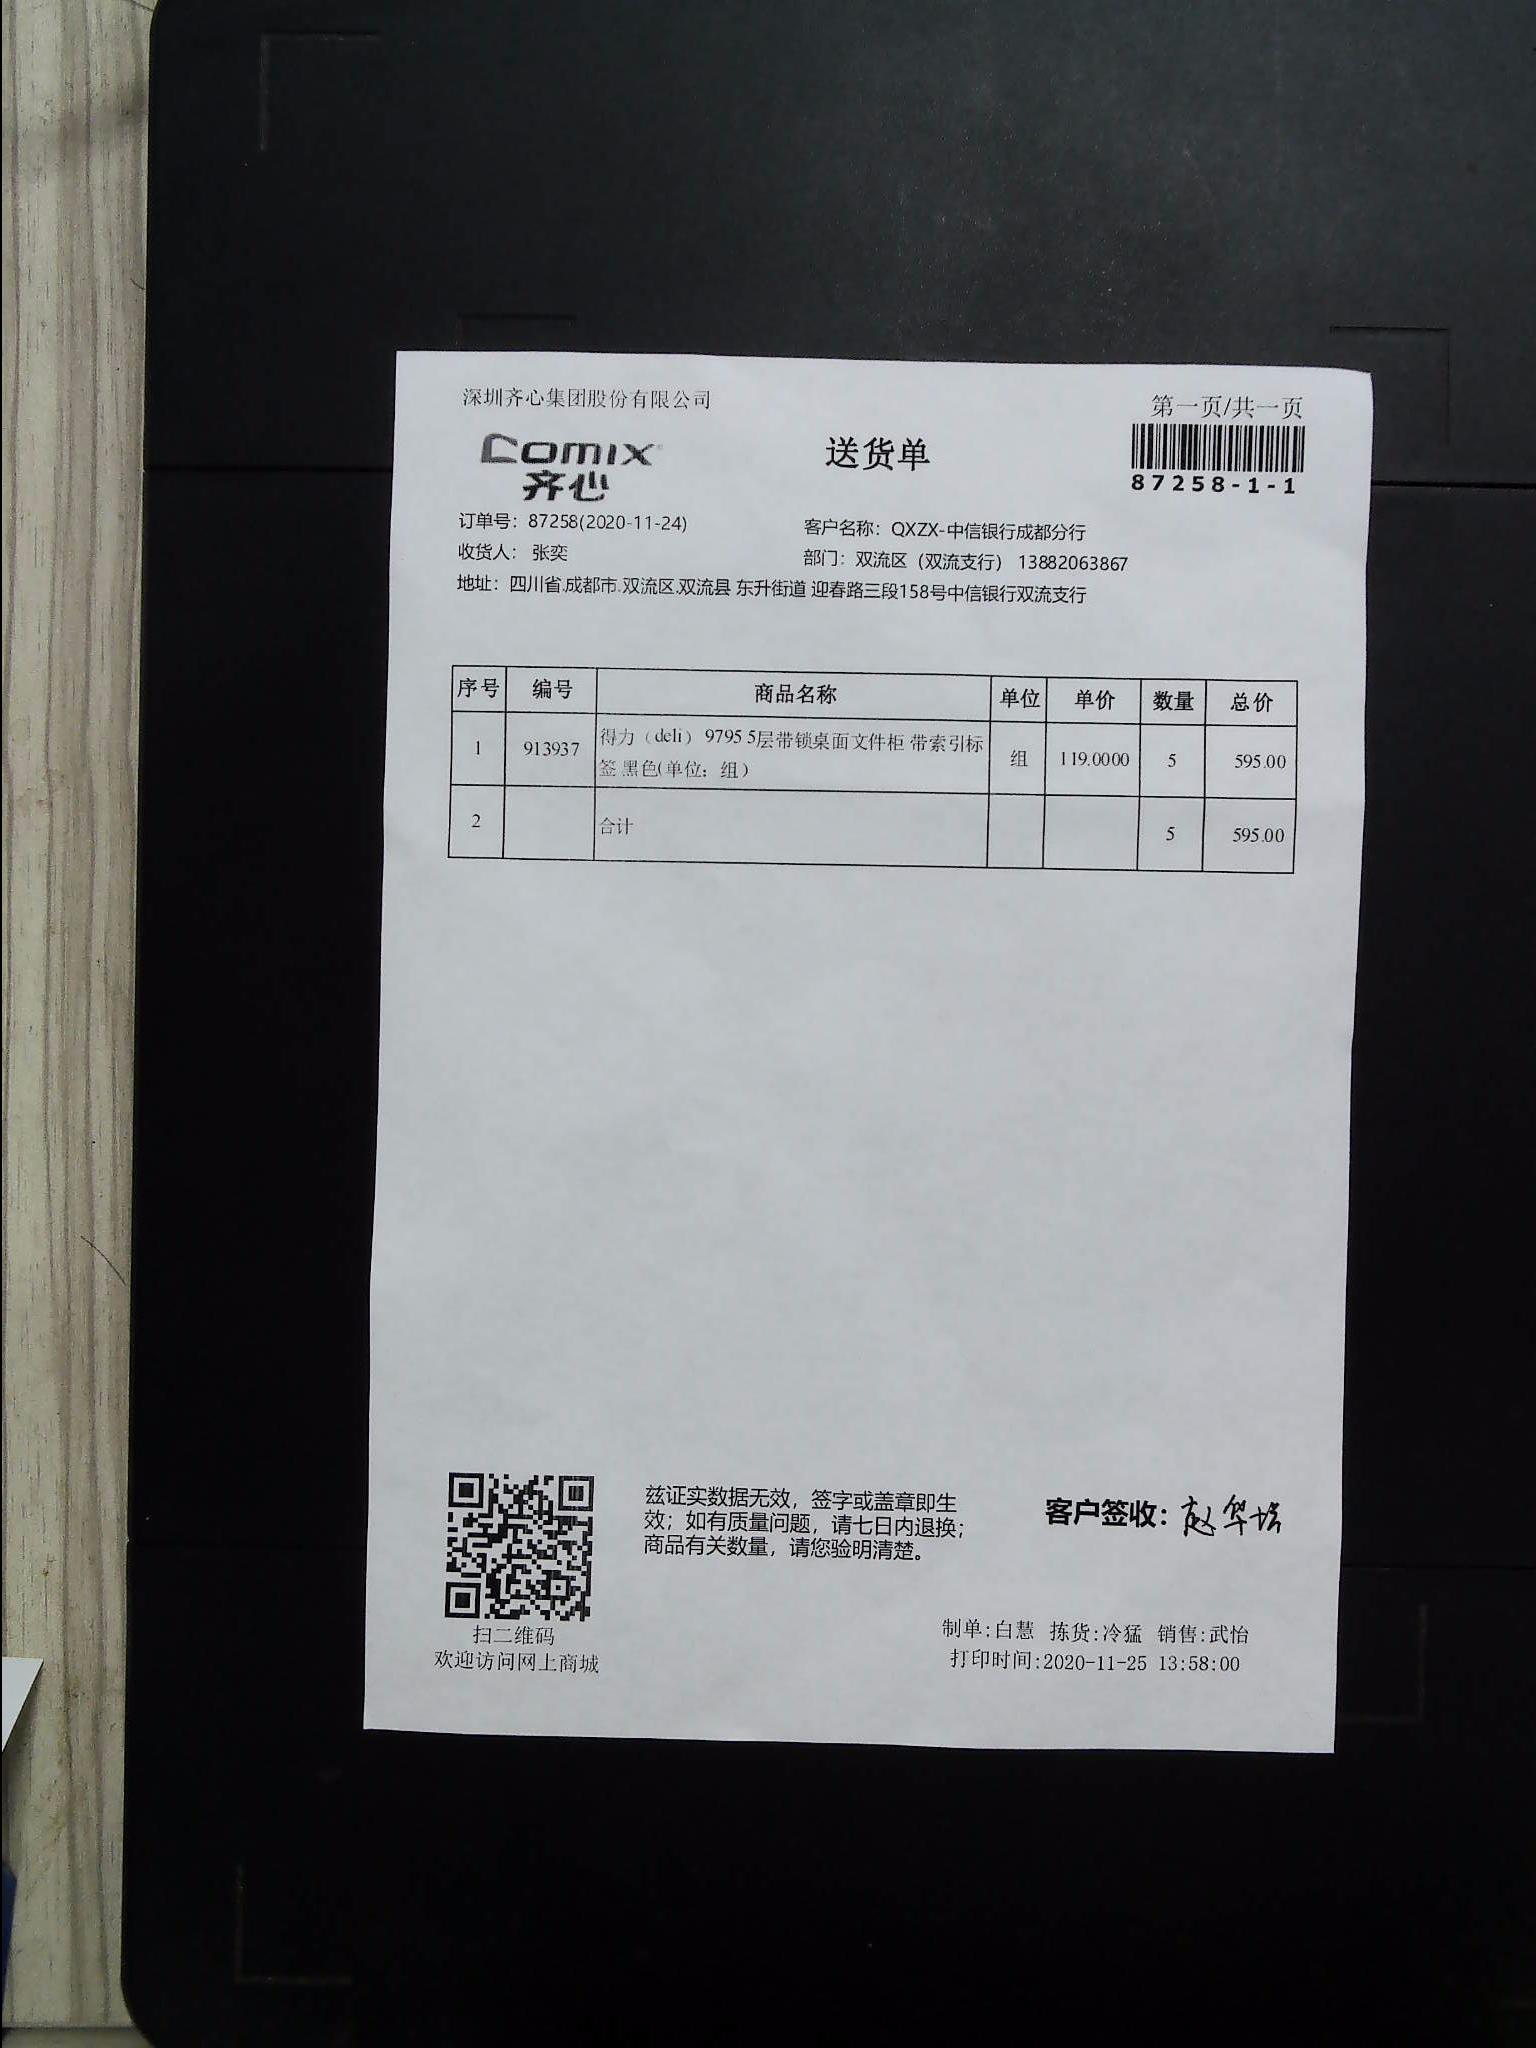 深圳齐心集团股份有限公司
第一页/共一页
comix
齐心
送货单
87258-1-1
订单号：87258(2020-11-24)
客户名称：QXZX-中信银行成都分行
收货人： 张奕
部门：双流区（双流支行） 13882063867
地址：四川省.成都市.双流区.双流县 东升街道 迎春路三段158号中信银行双流支行
序号 编号 商品名称 单位 单价 数量 总价
1 913937 得力（deli） 9795 5层带锁桌面文件柜 带索引标 组 119.0000 5 595.00
签 黑色(单位：组）
2 合计 5 595.00
兹证实数据无效，签字或盖章即生
效；如有质量问题，请七日内退换；
商品有关数量，请您验明清楚。
客户签收：赵华
扫二维码
欢迎访问网上商城
制单:白慧 拣货:冷猛 销售:武怡
打印时间:2020-11-25 13:58:00